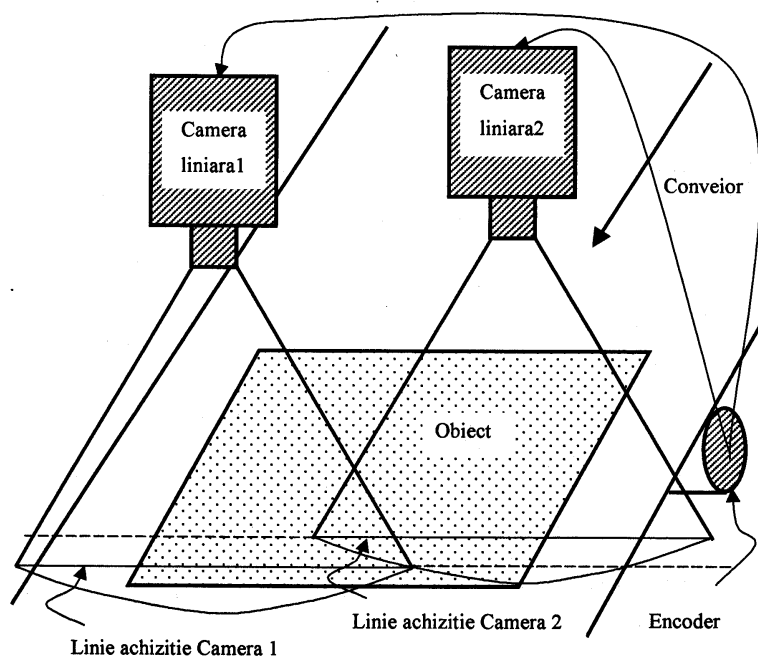 Camera
liniara1
Camera
liniara2
Conveior
Obiect
Linie achizitie Camera 1
Linie achizitie Camera 2
Encoder